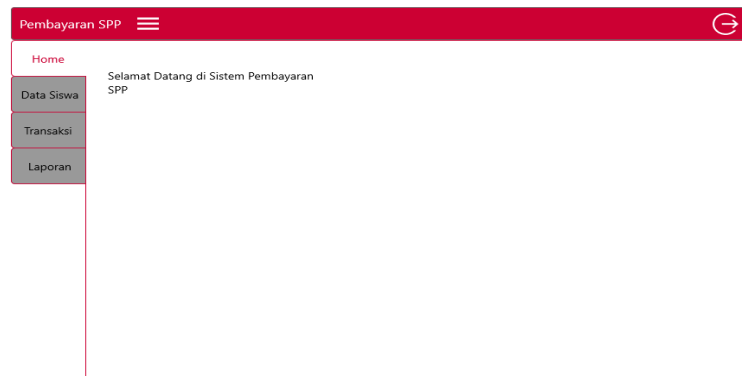 Pembayaran SPP
Home
Selamat Datang di Sistem Pembayaran
SPP
Data Siswa
Transaksi
Laporan